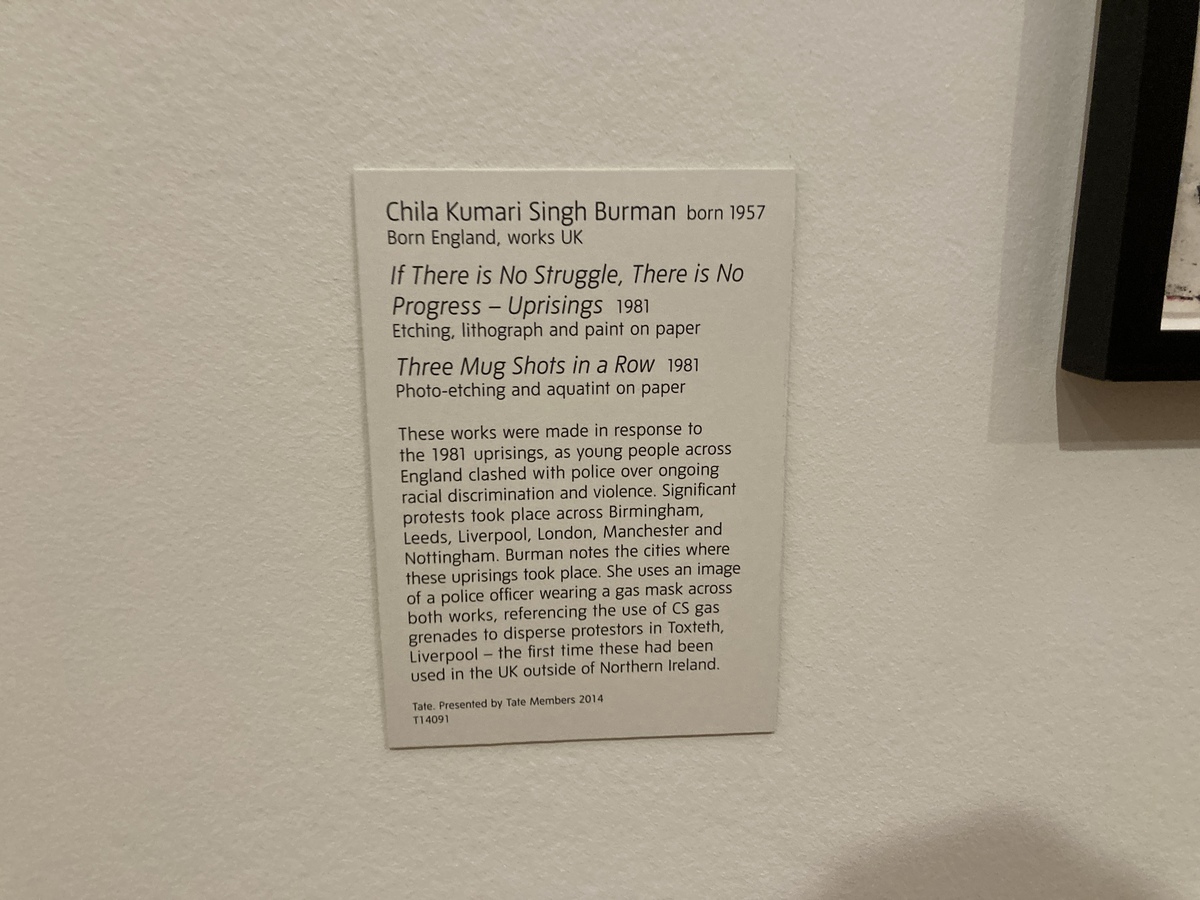 Chila Kumari Singh Burman born 1957
Born England, works UK
If There is No Struggle, There is No
Progress – Uprisings 1981
Etching, lithograph and paint on paper
Three Mug Shots in a Row 1981
Photo-etching and aquatint on paper
These works were made in response to
the 1981 uprisings, as young people across
England clashed with police over ongoing
racial discrimination and violence. Significant
protests took place across Birmingham,
Leeds, Liverpool, London, Manchester and
Nottingham. Burman notes the cities where
these uprisings took place. She uses an image
of a police officer wearing a gas mask across
both works, referencing the use of CS gas
grenades to disperse protestors in Toxteth,
Liverpool – the first time these had been
used in the UK outside of Northern Ireland.
Tate. Presented by Tate Members 2014
T14091